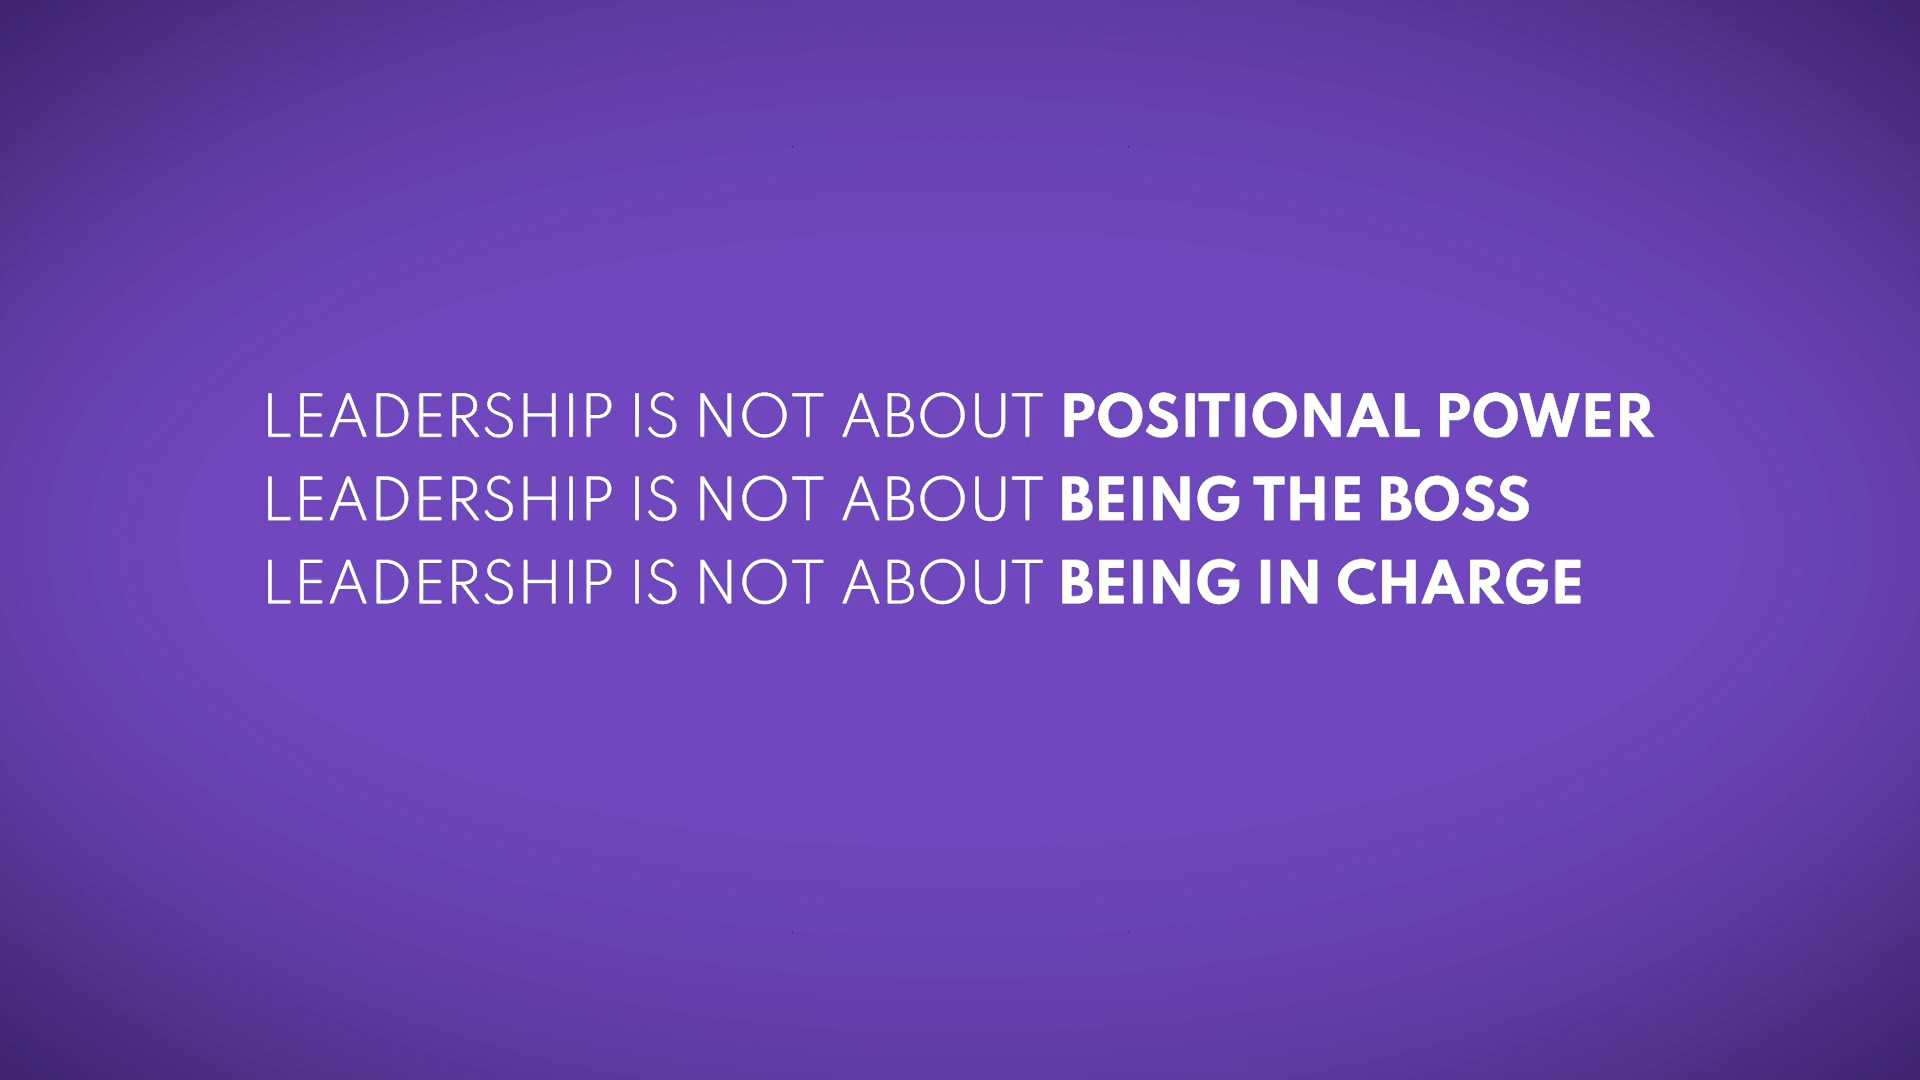 LEADERSHIP IS NOT ABOUT POSITIONAL POWER
LEADERSHIP IS NOT ABOUT BEING THE BOSS
LEADERSHIP IS NOT ABOUT BEING IN CHARGE